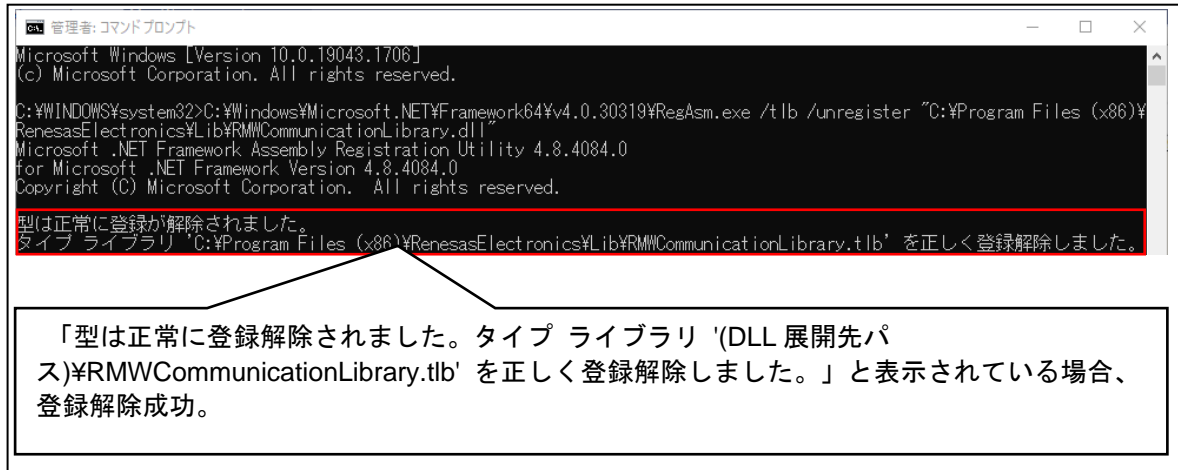 管理者: コマンド プロンプト
Microsoft Windows [Version 10.0.19043.1706]
(c) Microsoft Corporation. All rights reserved.
C:¥WINDOWS¥system32>C:¥Windows¥Microsoft.NET¥Framework64¥v4.0.30319¥RegAsm.exe /tlb /unregister "C:¥Program Files (x86)¥
RenesasElectronics¥Lib¥RMWCommunicationLibrary.dll"
Microsoft .NET Framework Assembly Registration Utility 4.8.4084.0
for Microsoft .NET Framework Version 4.8.4084.0
Copyright (C) Microsoft Corporation.  All rights reserved.
型は正常に登録が解除されました。
タイプ ライブラリ 'C:¥Program Files (x86)¥RenesasElectronics¥Lib¥RMWCommunicationLibrary.tlb' を正しく登録解除しました。
「型は正常に登録解除されました。タイプ ライブラリ '(DLL 展開先パ
ス)¥RMWCommunicationLibrary.tlb' を正しく登録解除しました。」と表示されている場合、
登録解除成功。